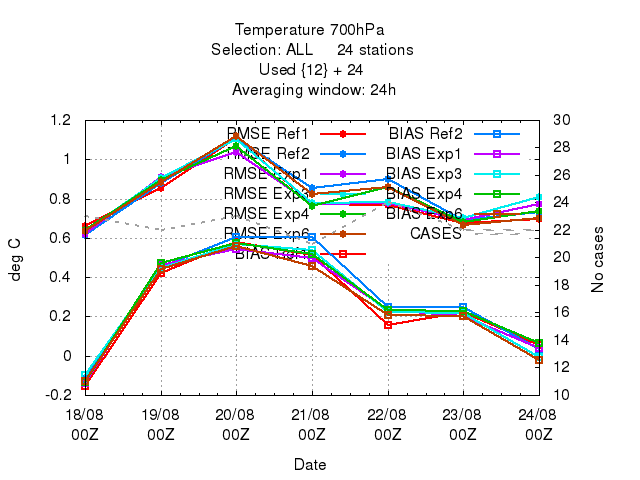 Temperature 700hPa
Selection: ALL 24 stations
Used {12} + 24
Averaging window: 24h
1.2
1
0.8
0.6
0.4
0.2
0
-0.2
deg C
30
28
26
24
22
20
18
16
14
12
10
No cases
RMSE Ref1
RMSE Ref2
RMSE Exp1
RMSE Exp3
RMSE Exp4
RMSE Exp6
BIAS Ref1
BIAS Ref2
BIAS Exp1
BIAS Exp3
BIAS Exp4
BIAS Exp6
CASES
18/08 19/08 20/08 21/08 22/08 23/08 24/08
00Z 00Z 00Z 00Z 00Z 00Z 00Z
Date